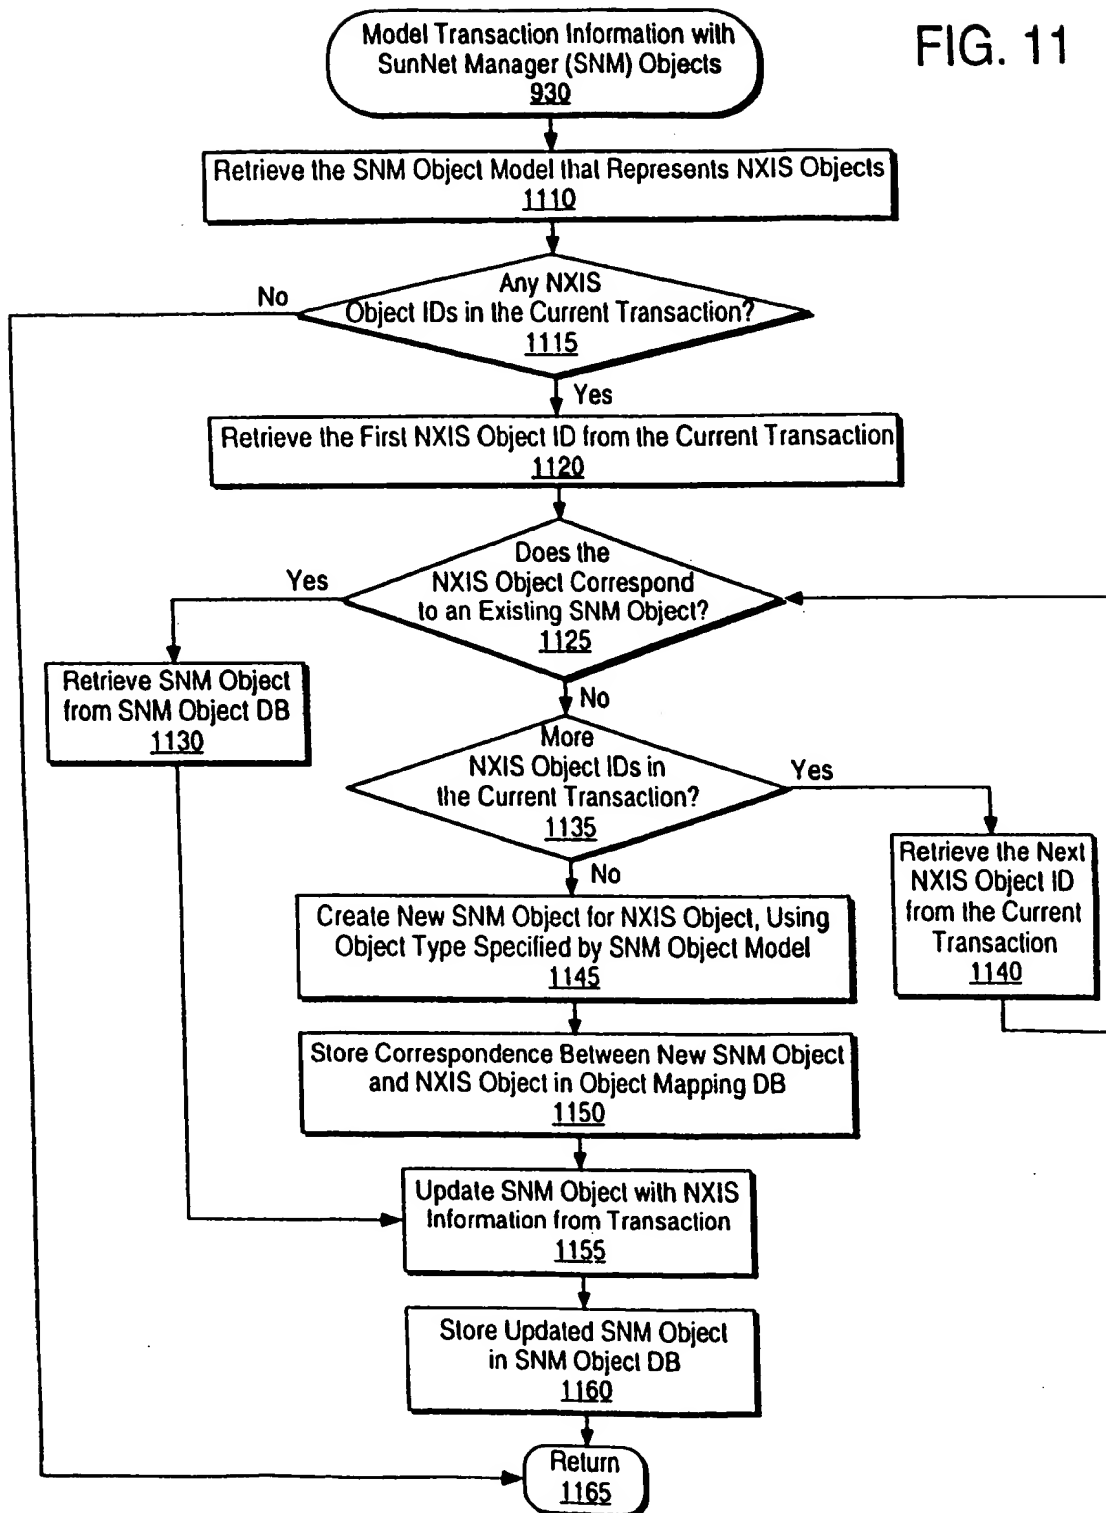 FIG. 11
Model Transaction Information with
SunNet Manager (SNM) Objects
930
Retrieve the SNM Object Model that Represents NXIS Objects
1110
Any NXIS
Object IDs in the Current Transaction?
1115
No
Yes
Retrieve the First NXIS Object ID from the Current Transaction
1120
Does the
NXIS Object Correspond
to an Existing SNM Object?
1125
Yes
No
Retrieve SNM Object
from SNM Object DB
1130
More
NXIS Object IDs in
the Current Transaction?
1135
Yes
No
Retrieve the Next
NXIS Object ID
from the Current
Transaction
1140
Create New SNM Object for NXIS Object, Using
Object Type Specified by SNM Object Model
1145
Store Correspondence Between New SNM Object
and NXIS Object in Object Mapping DB
1150
Update SNM Object with NXIS
Information from Transaction
1155
Store Updated SNM Object
in SNM Object DB
1160
Return
1165